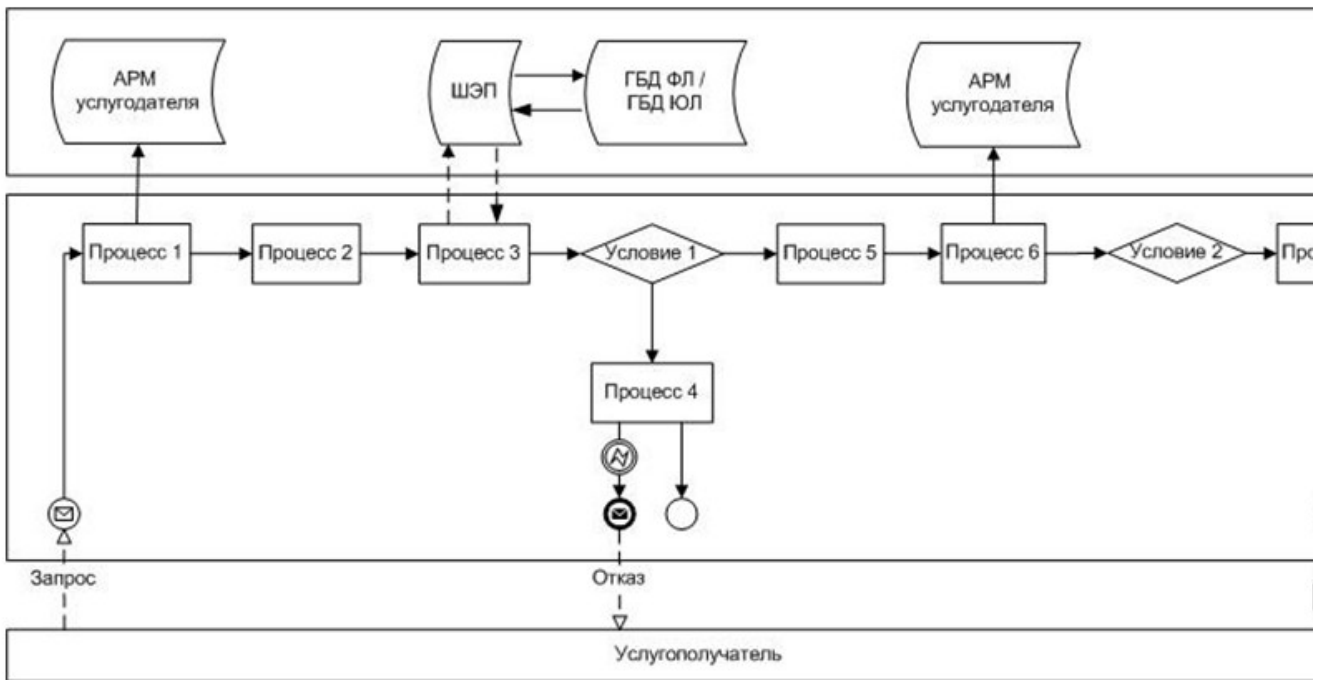 АРМ
услугодателя
ШЭП
ГБД ФЛ /
ГБД ЮЛ
АРМ
услугодателя
Процесс 1
Процесс 2
Процесс 3
Условие 1
Процесс 5
Процесс 6
Условие 2
Про
Процесс 4
Запрос
Отказ
Услугополучатель